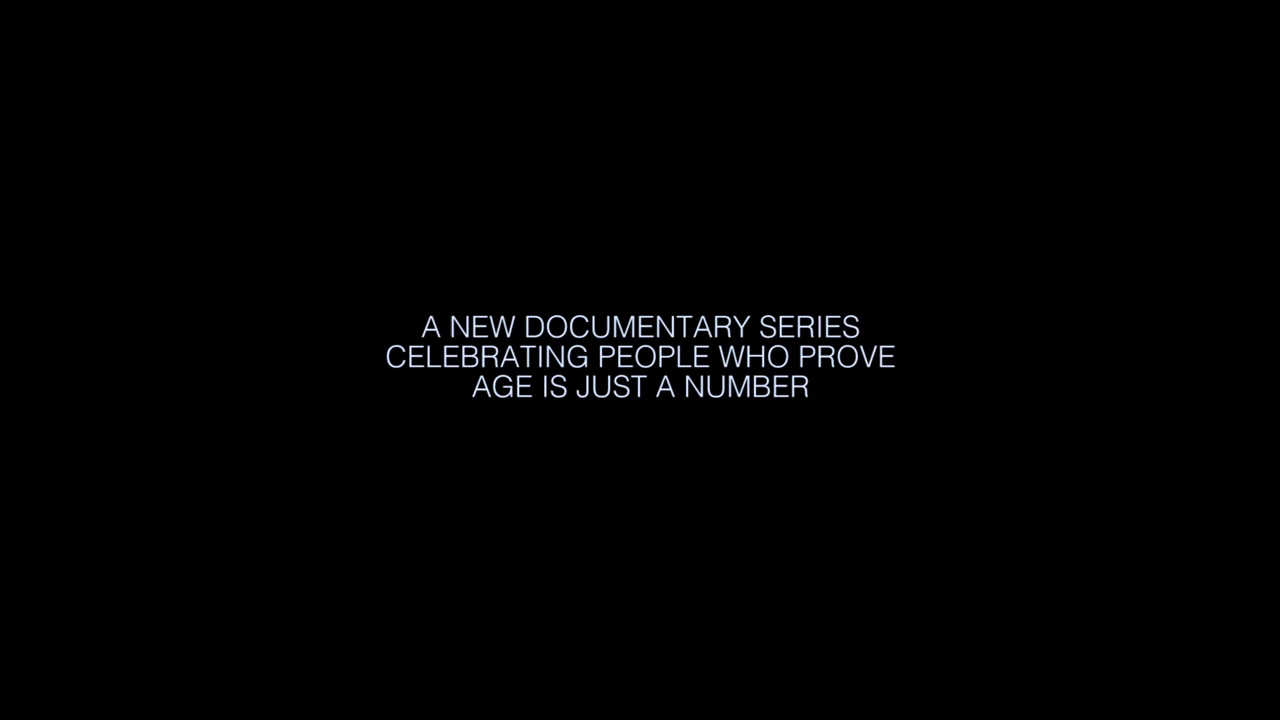 A NEW DOCUMENTARY SERIES
CELEBRATING PEOPLE WHO PROVE
AGE IS JUST A NUMBER